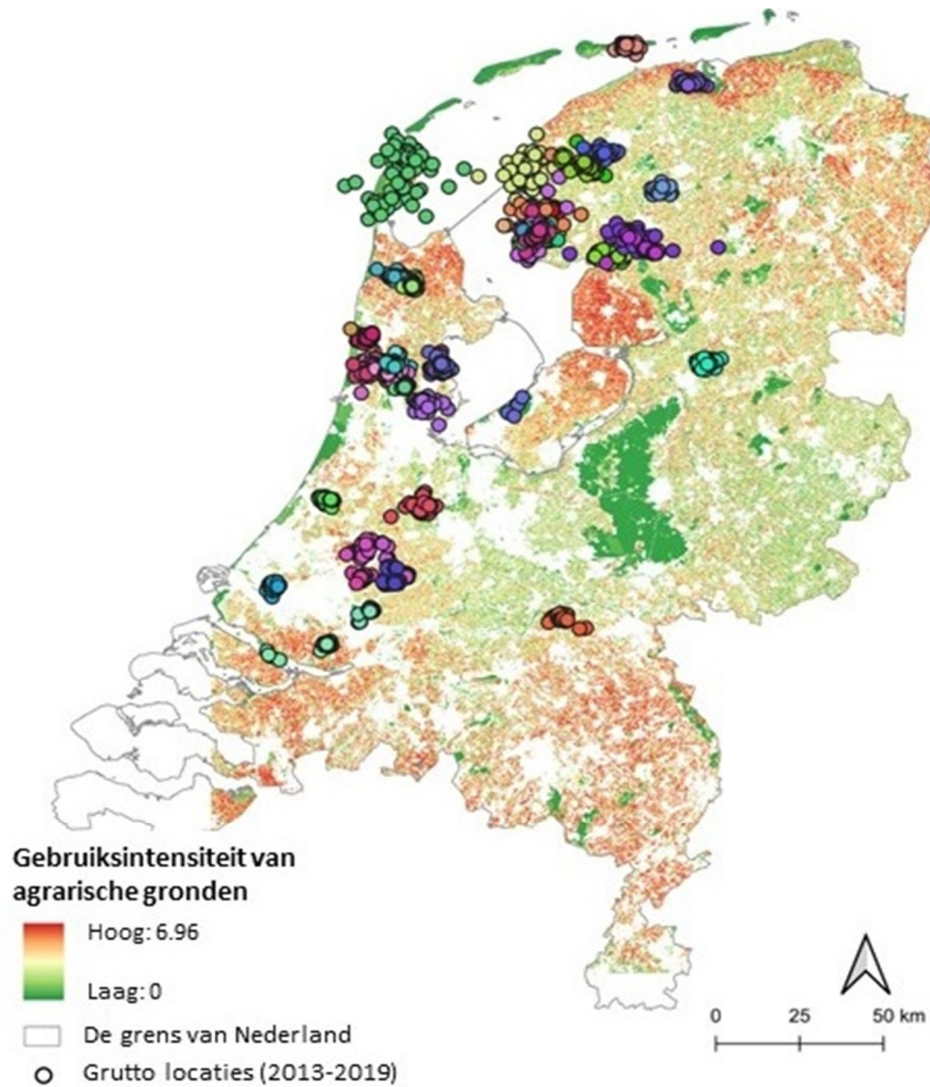 Gebruiksintensiteit van
agrarische gronden
Hoog: 6.96
Laag: 0
De grens van Nederland
Grutto locaties (2013-2019)
0 25 50 km